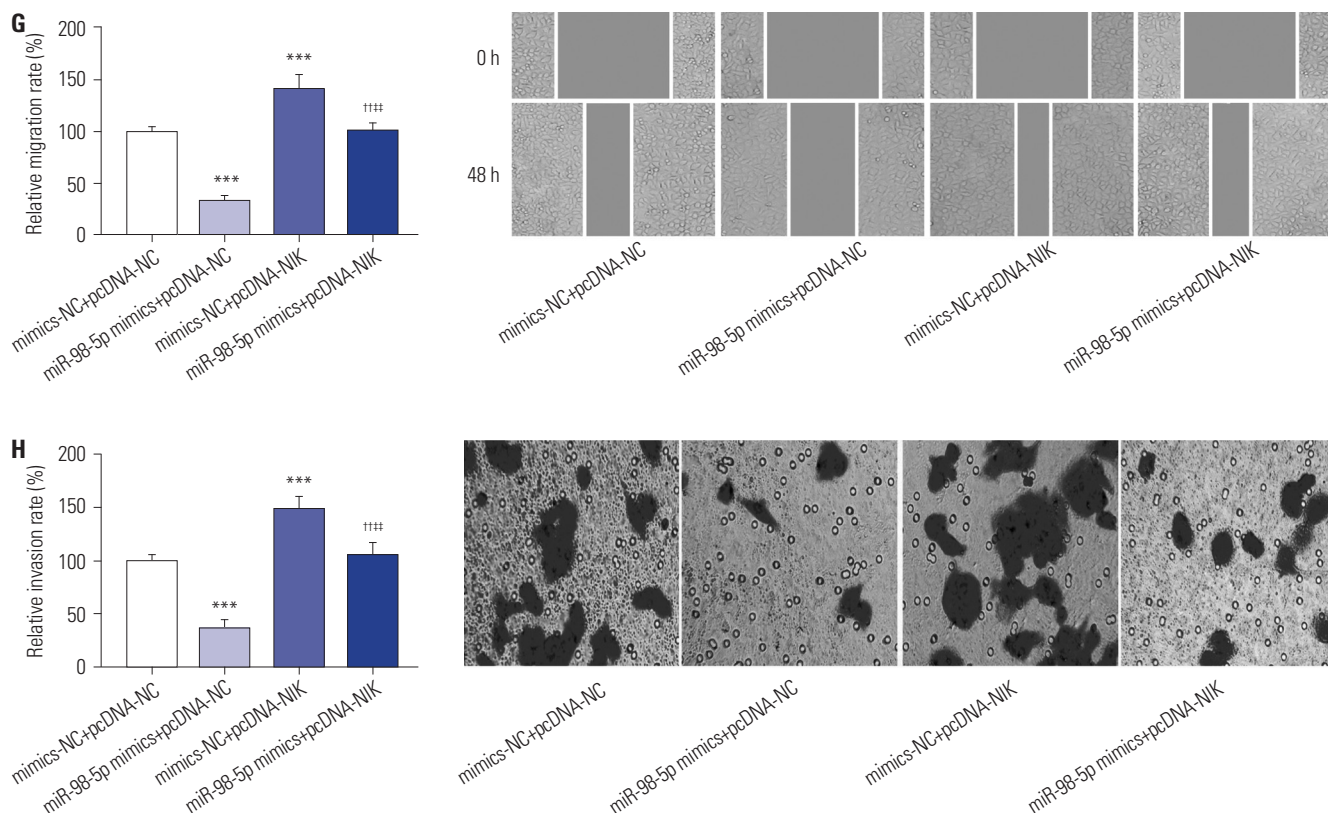 G
Relative migration rate (%)
200
150
100
50
0
***
***
††‡‡
mimics-NC+pcDNA-NC
miR-98-5p mimics+pcDNA-NC
mimics-NC+pcDNA-NIK
miR-98-5p mimics+pcDNA-NIK
0 h
48 h
mimics-NC+pcDNA-NC
miR-98-5p mimics+pcDNA-NC
mimics-NC+pcDNA-NIK
miR-98-5p mimics+pcDNA-NIK
H
Relative invasion rate (%)
200
150
100
50
0
***
***
††‡‡
mimics-NC+pcDNA-NC
miR-98-5p mimics+pcDNA-NC
mimics-NC+pcDNA-NIK
miR-98-5p mimics+pcDNA-NIK
mimics-NC+pcDNA-NC
miR-98-5p mimics+pcDNA-NC
mimics-NC+pcDNA-NIK
miR-98-5p mimics+pcDNA-NIK